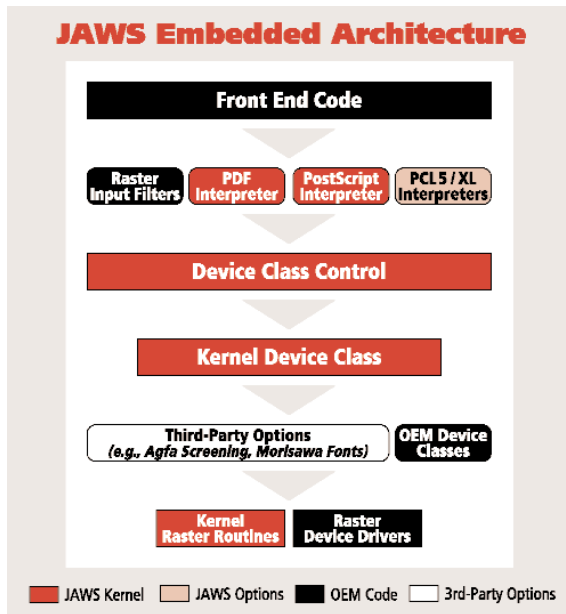 JAWS Embedded Architecture
Front End Code
Raster
Input Filters
PDF
Interpreter
PostScript
Interpreter
PCL5 / XL
Interpreters
Device Class Control
Kernel Device Class
Third-Party Options
(e.g., Agfa Screening, Morisawa Fonts)
OEM Device
Classes
Kernel
Raster Routines
Raster
Device Drivers
JAWS Kernel
JAWS Options
OEM Code
3rd-Party Options